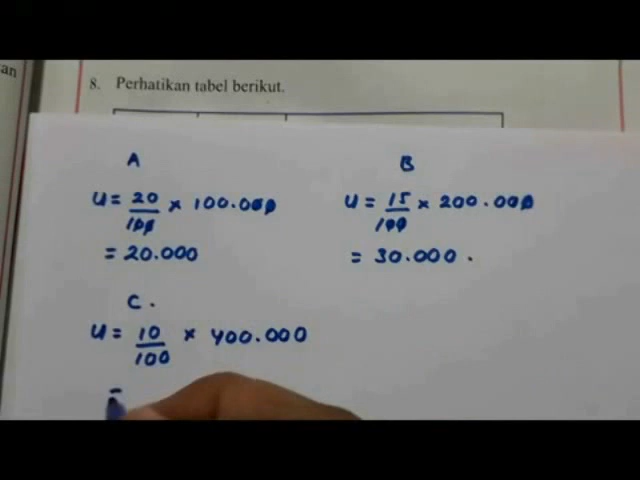 an
8. Perhatikan tabel berikut.
A
U = 20/100 × 100.000
= 20.000
B
U = 15/100 × 200.000
= 30.000.
C.
U = 10/100 × 400.000
=